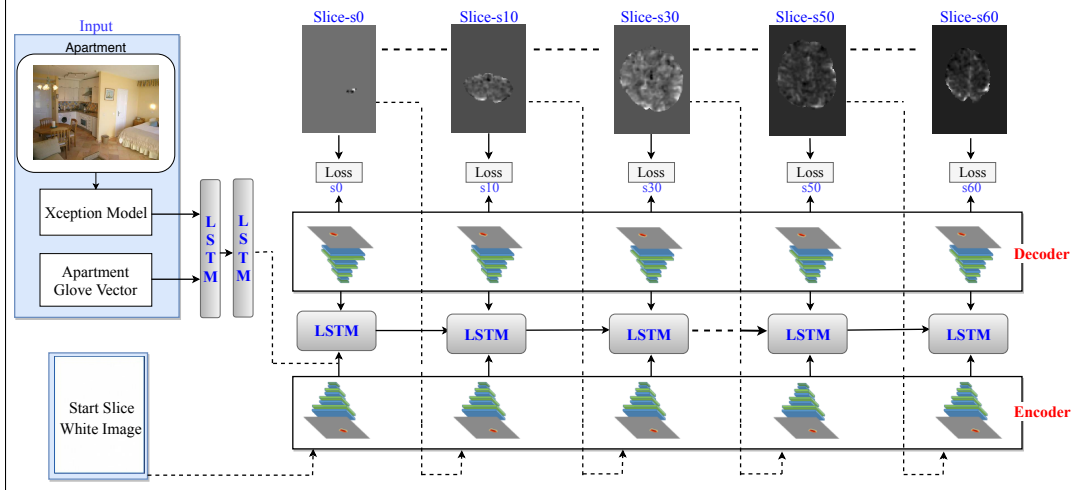 Input
Apartment
Xception Model
Apartment
Glove Vector
LSTM
LSTM
Slice-s0
Slice-s10
Slice-s30
Slice-s50
Slice-s60
Loss
Loss
Loss
Loss
Loss
s0
s10
s30
s50
s60
Decoder
LSTM
LSTM
LSTM
LSTM
LSTM
Start Slice
White Image
Encoder